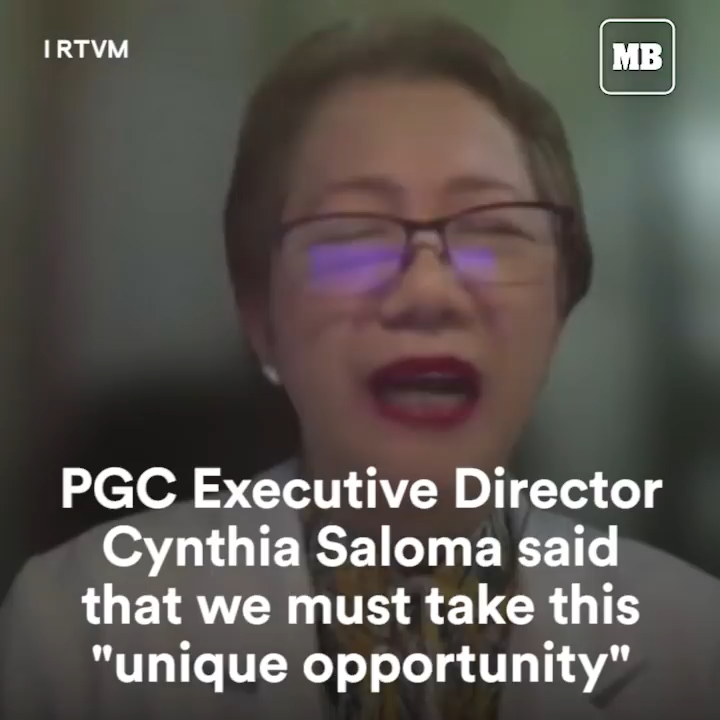 I RTVM
MB
PGC Executive Director
Cynthia Saloma said
that we must take this
"unique opportunity"